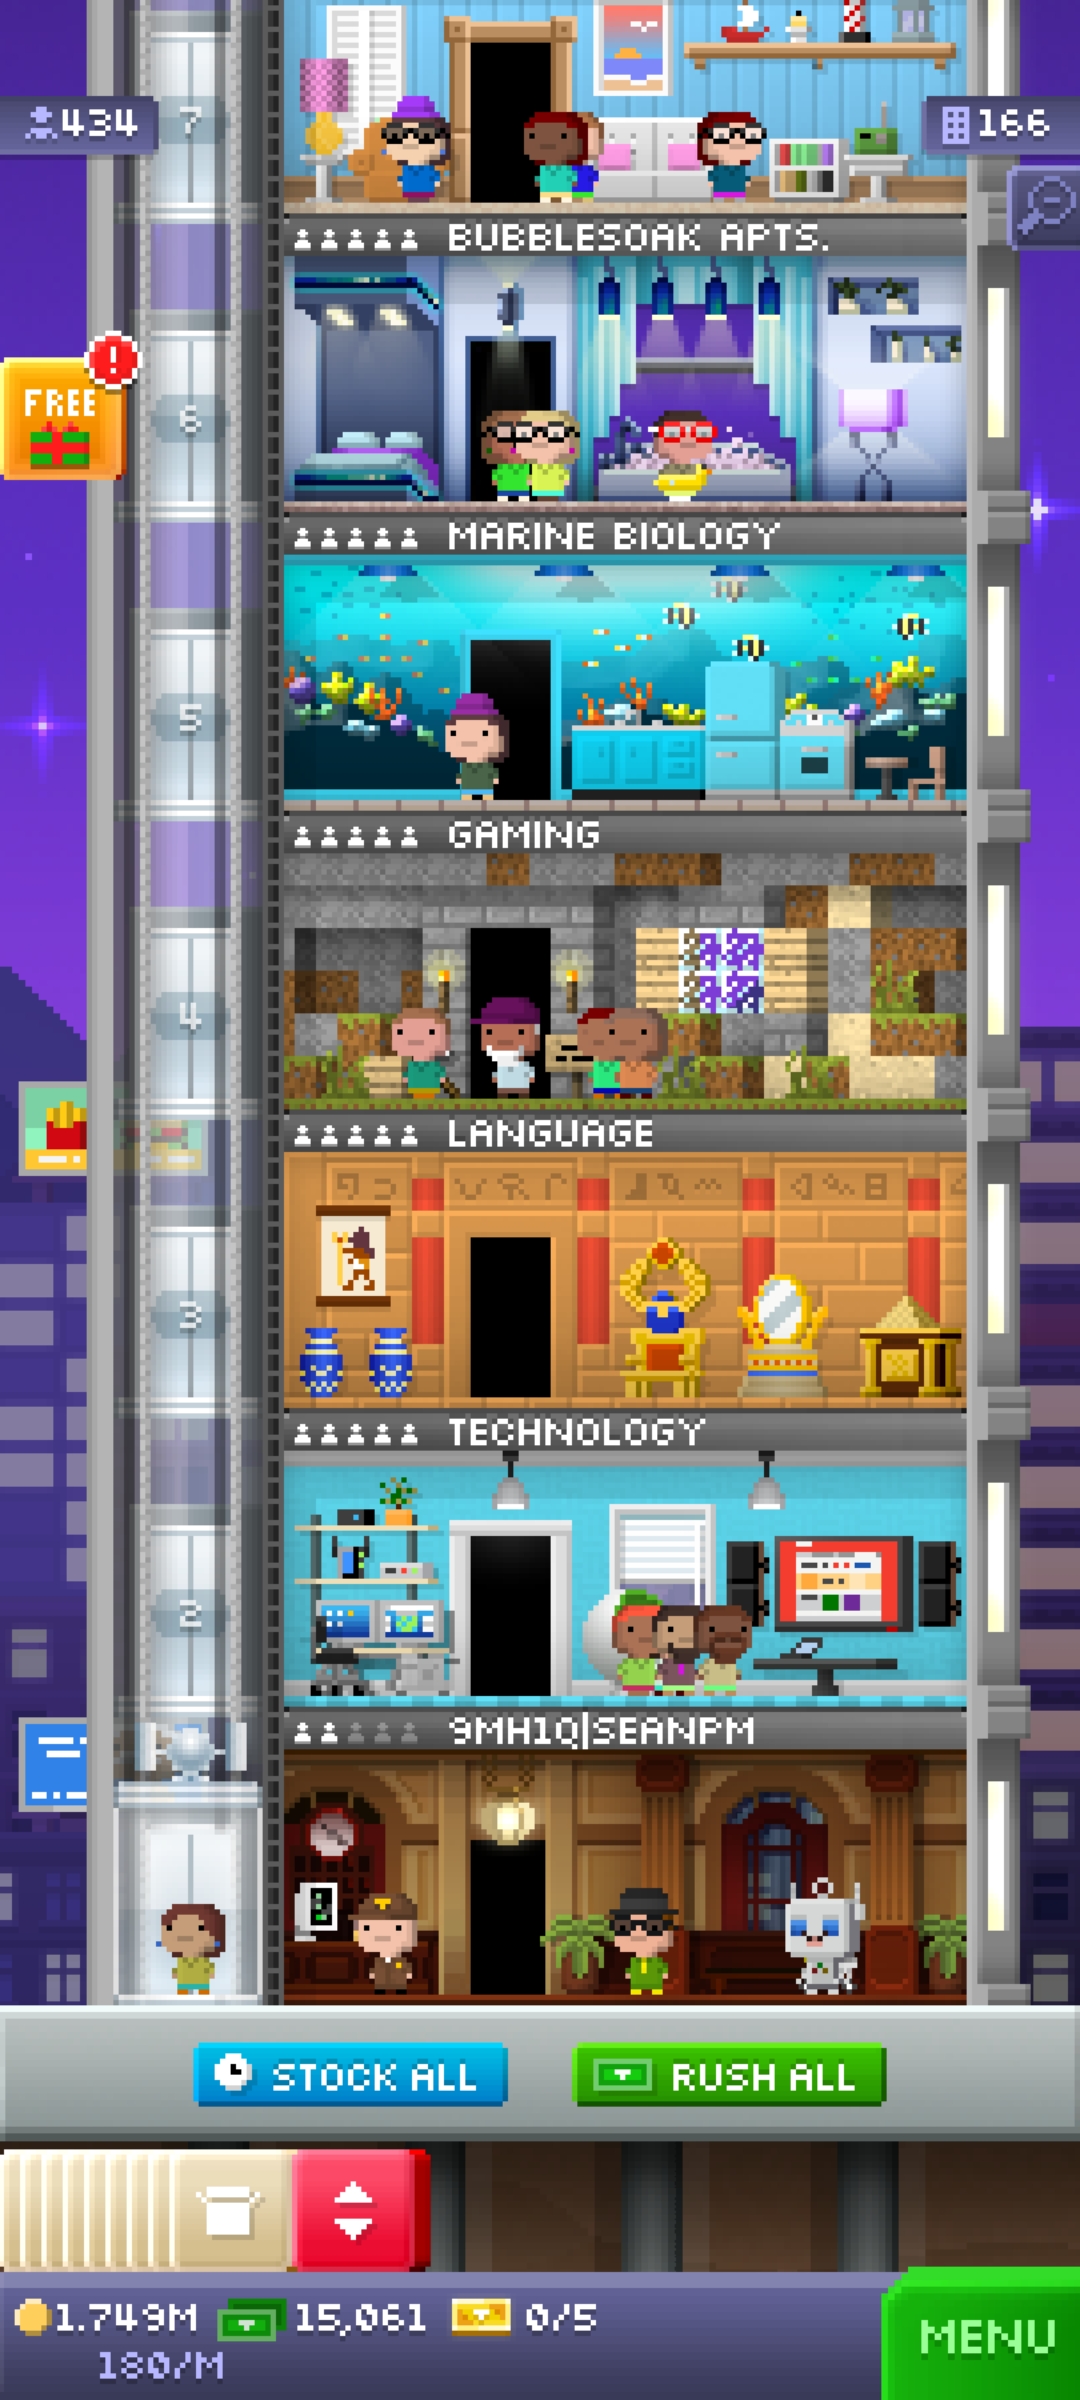 7
434
166
BUBBLESOAK APTS.
FREE
!
6
MARINE BIOLOGY
5
GAMING
4
LANGUAGE
3
TECHNOLOGY
2
9MH1Q|SEANPM
STOCK ALL
RUSH ALL
1.749M
15,061
0/5
180/M
MENU